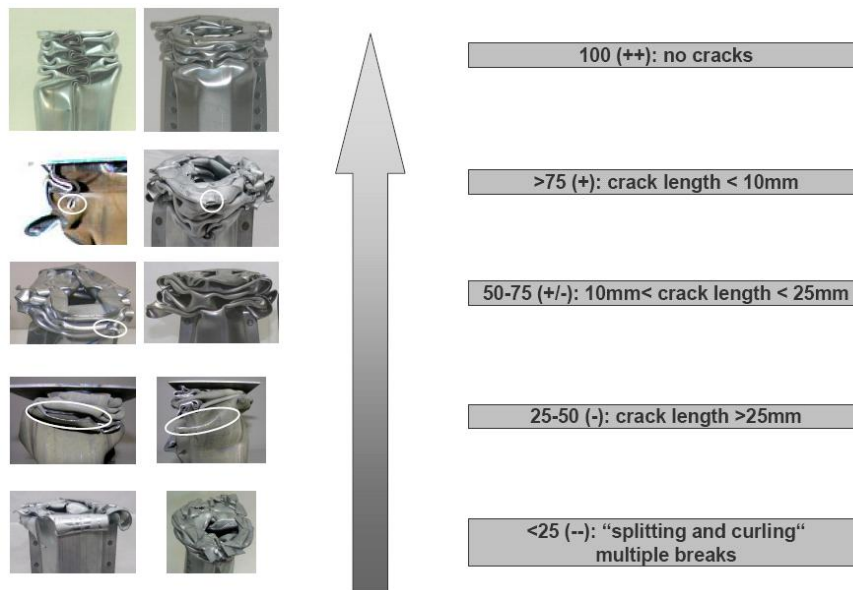 100 (++): no cracks
>75 (+): crack length < 10mm
50-75 (+/-): 10mm< crack length < 25mm
25-50 (-): crack length >25mm
<25 (--): “splitting and curling“
multiple breaks